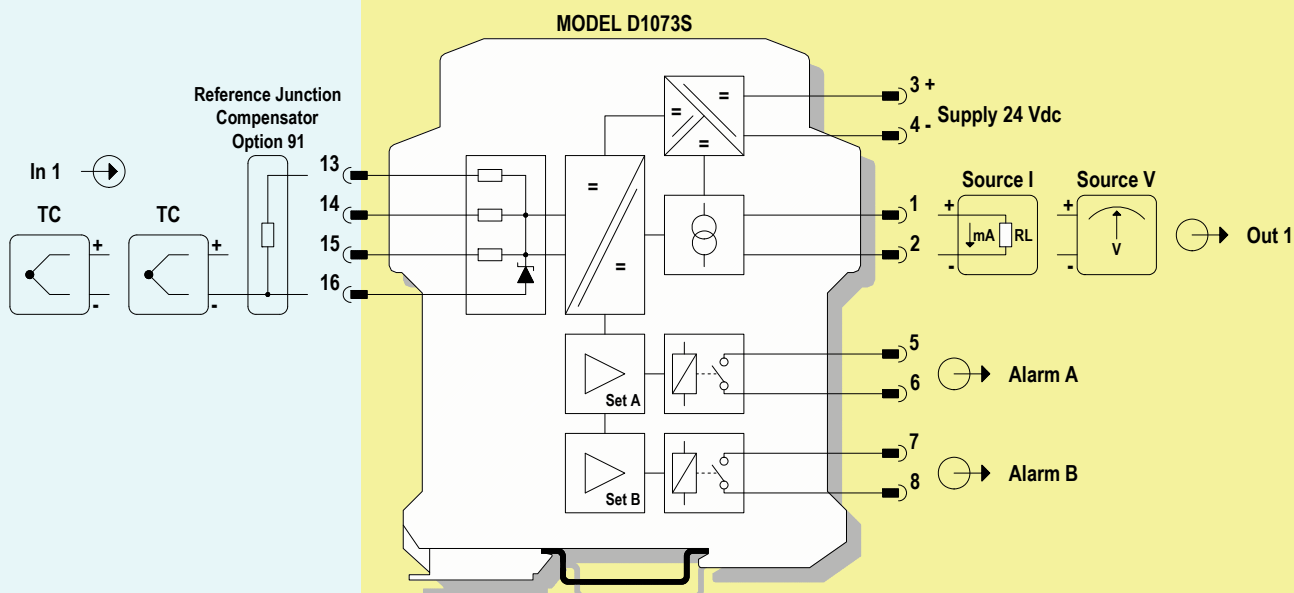 MODEL D1073S
Reference Junction
Compensator
Option 91
In 1
TC
TC
+
-
+
-
13
14
15
16
=
=
=
=
=
3 +
4 -
Supply 24 Vdc
1
2
Source I
+
-
mA
RL
Source V
+
-
V
Out 1
Set A
5
6
Alarm A
Set B
7
8
Alarm B